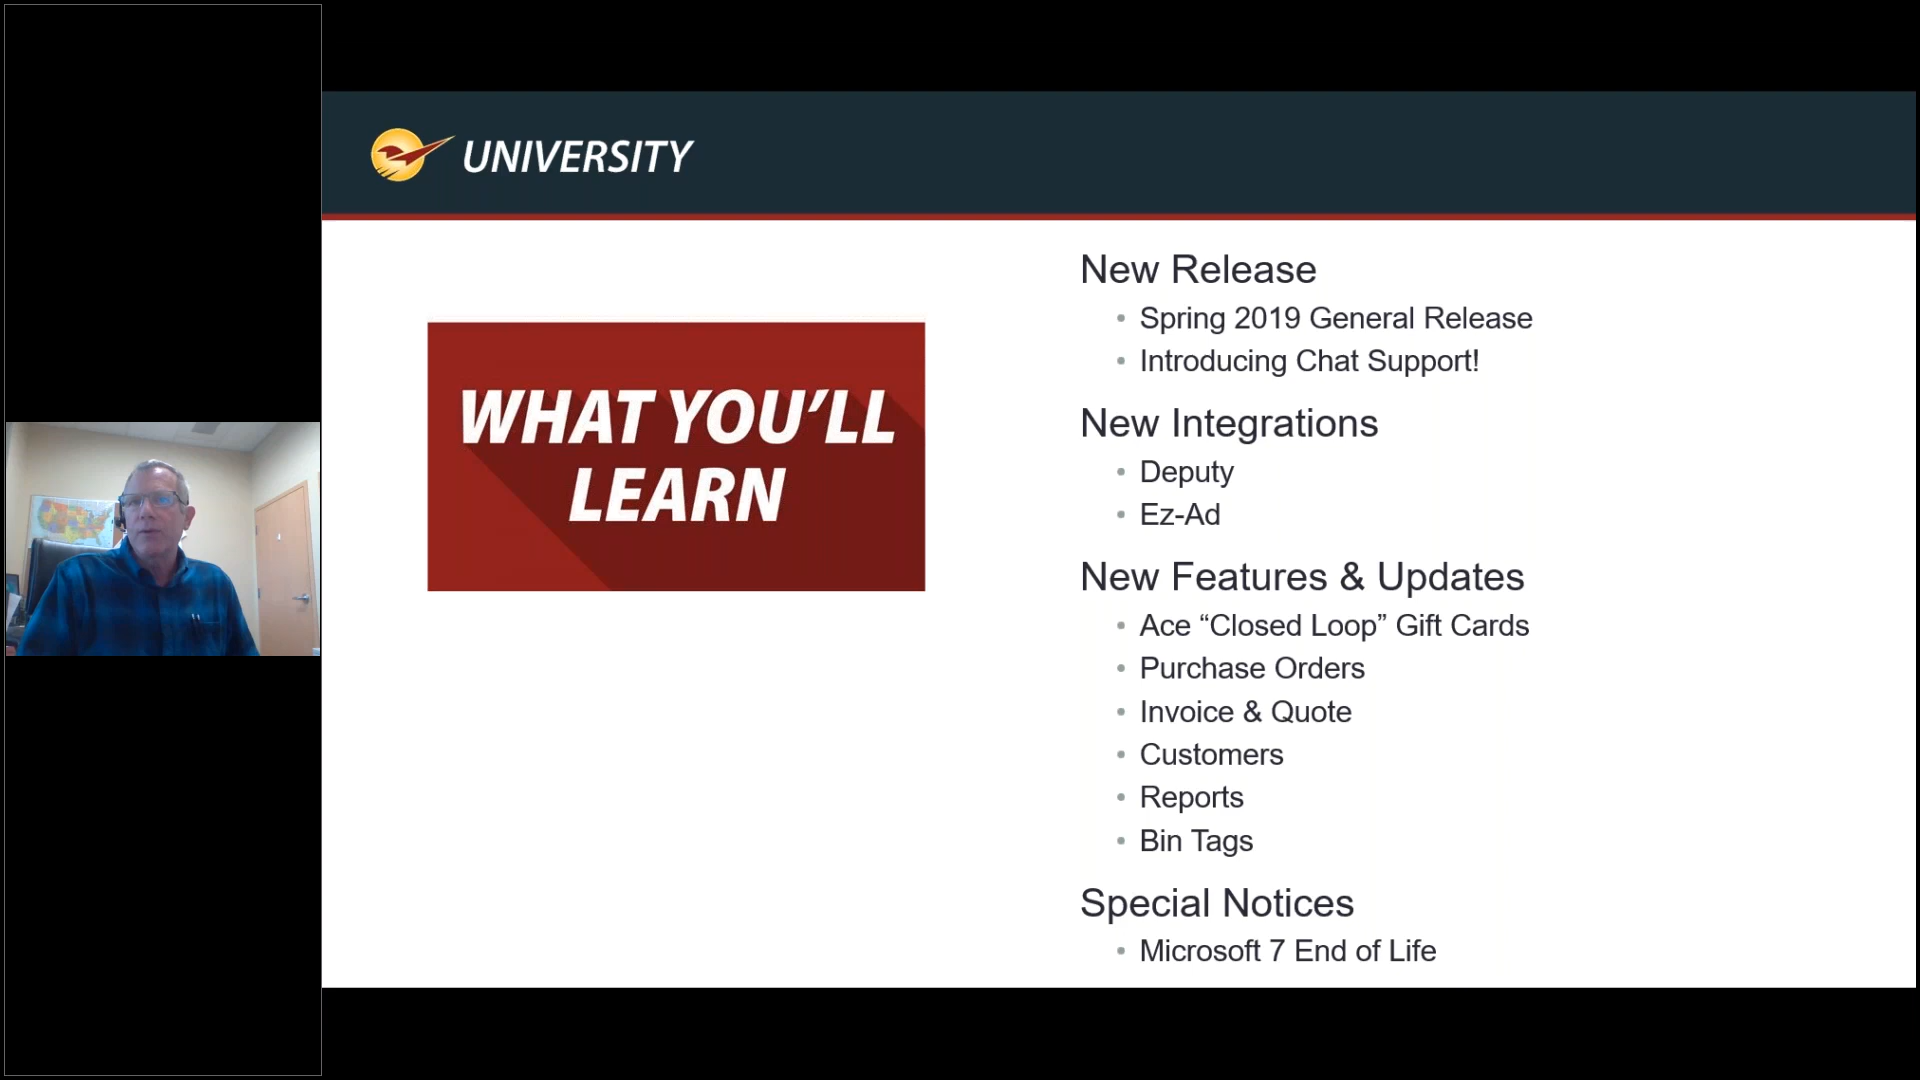 UNIVERSITY
WHAT YOU’LL
LEARN
New Release
• Spring 2019 General Release
• Introducing Chat Support!
New Integrations
• Deputy
• Ez-Ad
New Features & Updates
• Ace “Closed Loop” Gift Cards
• Purchase Orders
• Invoice & Quote
• Customers
• Reports
• Bin Tags
Special Notices
• Microsoft 7 End of Life